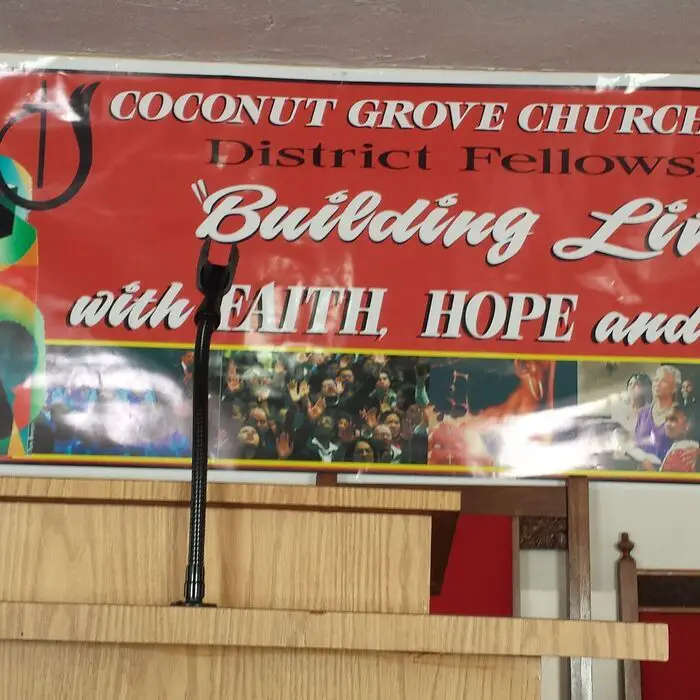 COCONUT GROVE CHURCH
District Fellows
"Building Liv
with FAITH, HOPE and